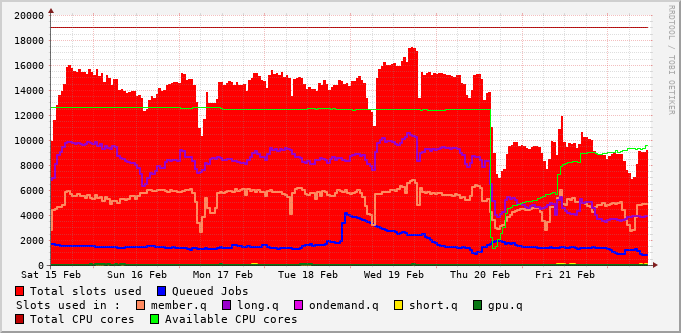 20000
18000
16000
14000
12000
10000
8000
6000
4000
2000
0
Sat 15 Feb Sun 16 Feb Mon 17 Feb Tue 18 Feb Wed 19 Feb Thu 20 Feb Fri 21 Feb
RRDTOOL / TOBI OETIKER
Total slots used Queued Jobs
Slots used in : member.q long.q ondemand.q short.q gpu.q
Total CPU cores Available CPU cores